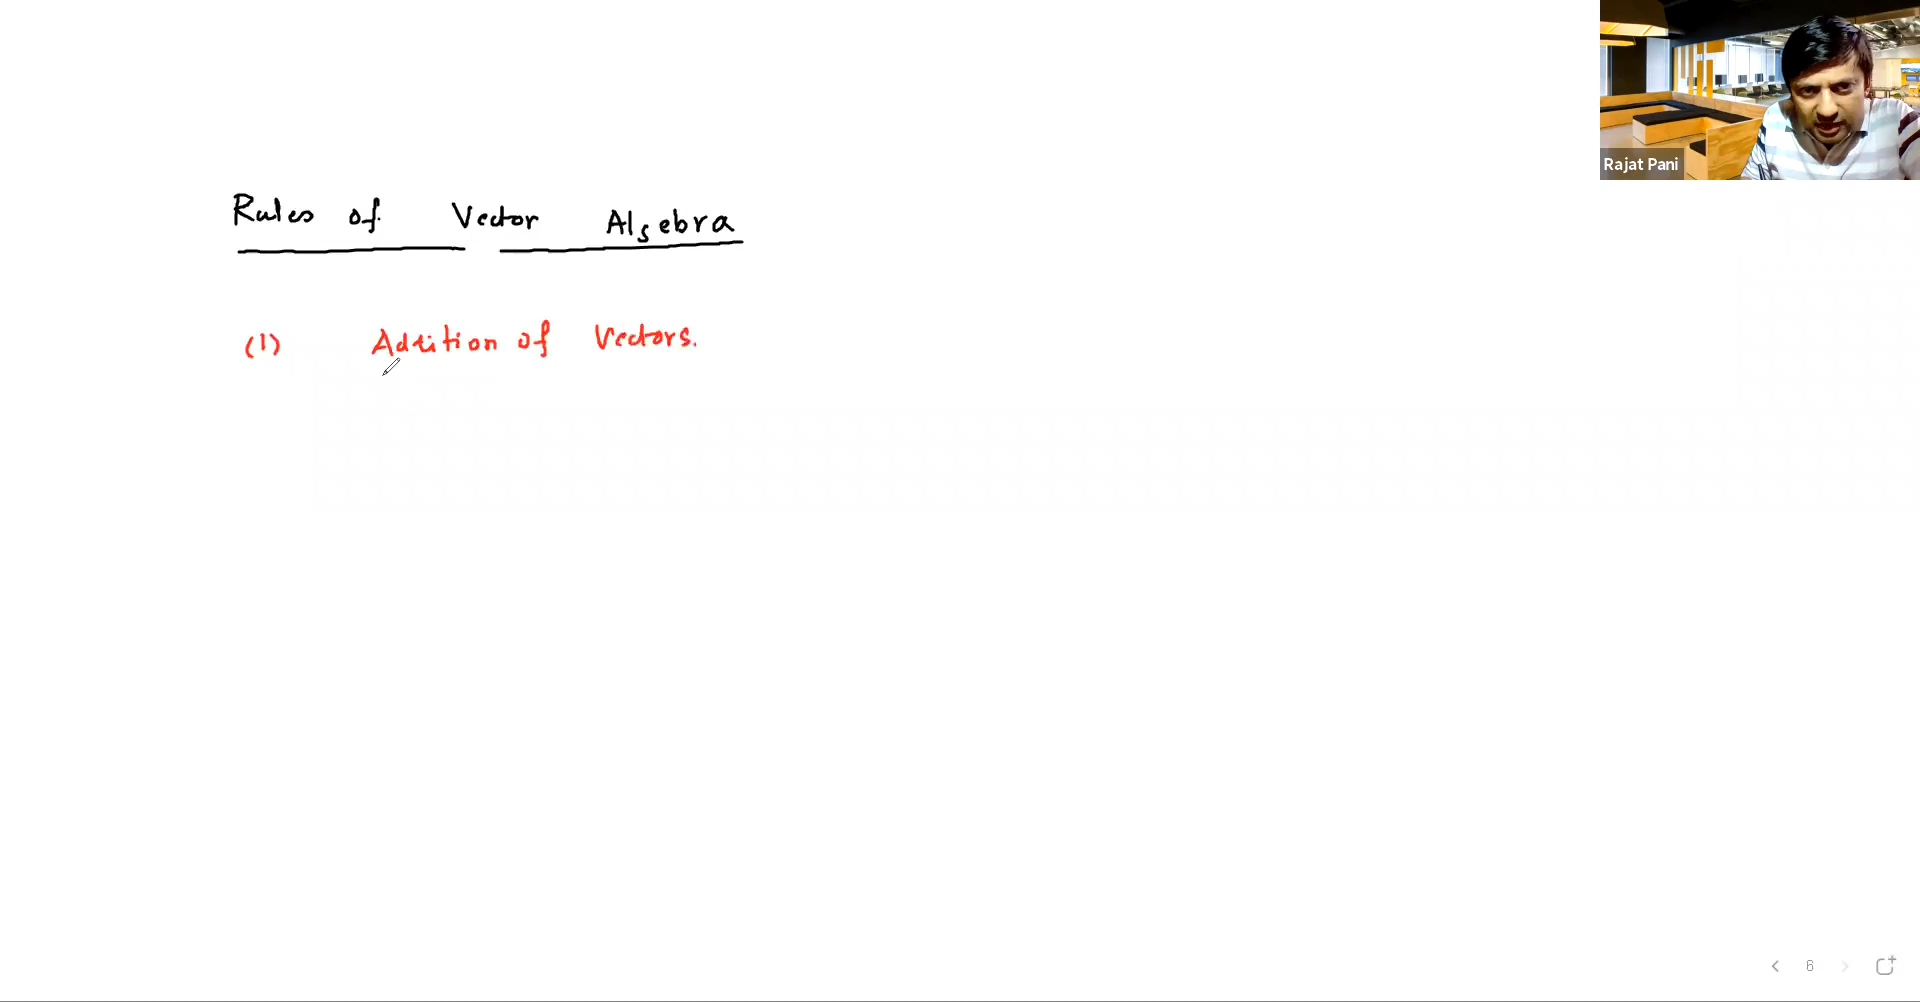 Rajat Pani
Rules of Vector Algebra
(1) Addition of Vectors.
6